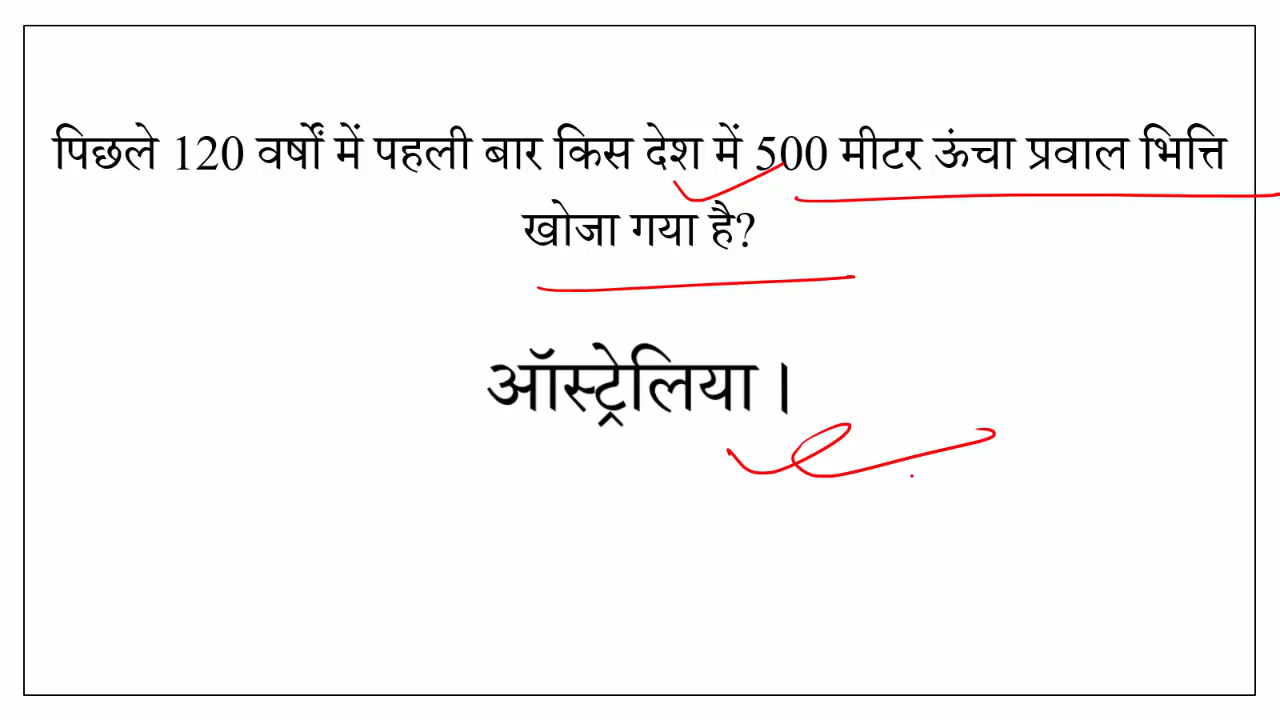 पिछले 120 वर्षों में पहली बार किस देश में 500 मीटर ऊंचा प्रवाल भित्ति
खोजा गया है?
ऑस्ट्रेलिया।